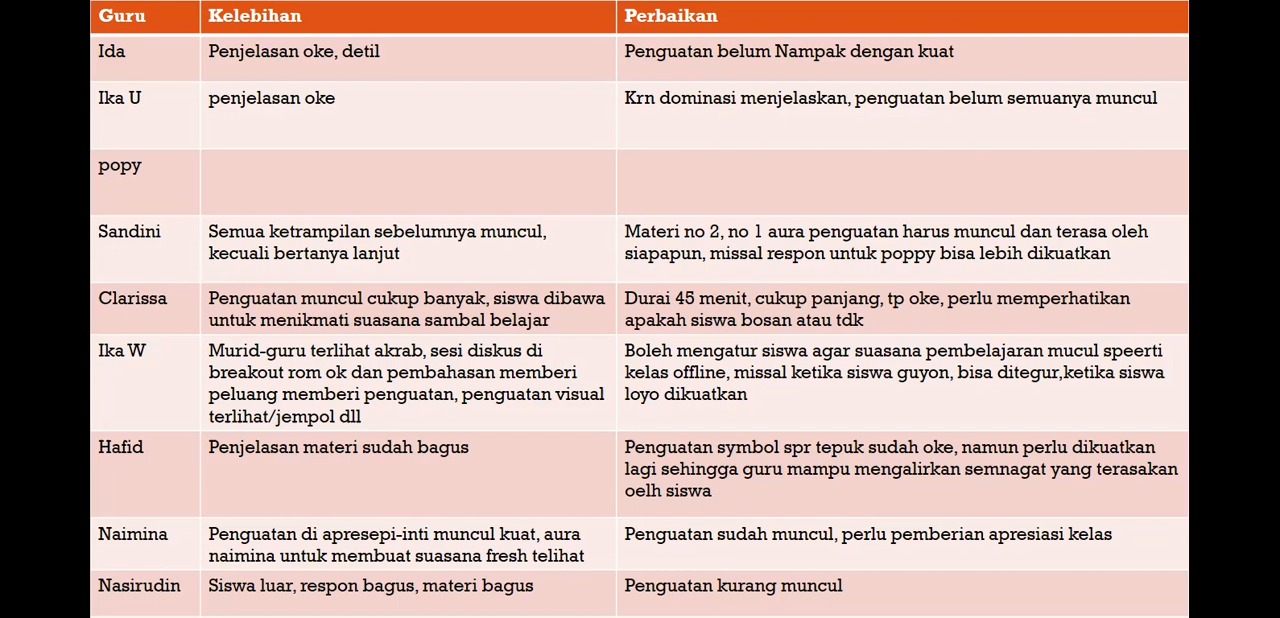 Guru Kelebihan Perbaikan
Ida Penjelasan oke, detil Penguatan belum Nampak dengan kuat
Ika U penjelasan oke Krn dominasi menjelaskan, penguatan belum semuanya muncul
popy
Sandini Semua ketrampilan sebelumnya muncul, Materi no 2, no 1 aura penguatan harus muncul dan terasa oleh
kecuali bertanya lanjut siapapun, missal respon untuk poppy bisa lebih dikuatkan
Clarissa Penguatan muncul cukup banyak, siswa dibawa Durai 45 menit, cukup panjang, tp oke, perlu memperhatikan
untuk menikmati suasana sambal belajar apakah siswa bosan atau tdk
Ika W Murid-guru terlihat akrab, sesi diskus di Boleh mengatur siswa agar suasana pembelajaran mucul speerti
breakout rom ok dan pembahasan memberi kelas offline, missal ketika siswa guyon, bisa ditegur,ketika siswa
peluang memberi penguatan, penguatan visual loyo dikuatkan
terlihat/jempol dll
Hafid Penjelasan materi sudah bagus Penguatan symbol spr tepuk sudah oke, namun perlu dikuatkan
lagi sehingga guru mampu mengalirkan semnagat yang terasakan
oelh siswa
Naimina Penguatan di apresepi-inti muncul kuat, aura Penguatan sudah muncul, perlu pemberian apresiasi kelas
naimina untuk membuat suasana fresh telihat
Nasirudin Siswa luar, respon bagus, materi bagus Penguatan kurang muncul